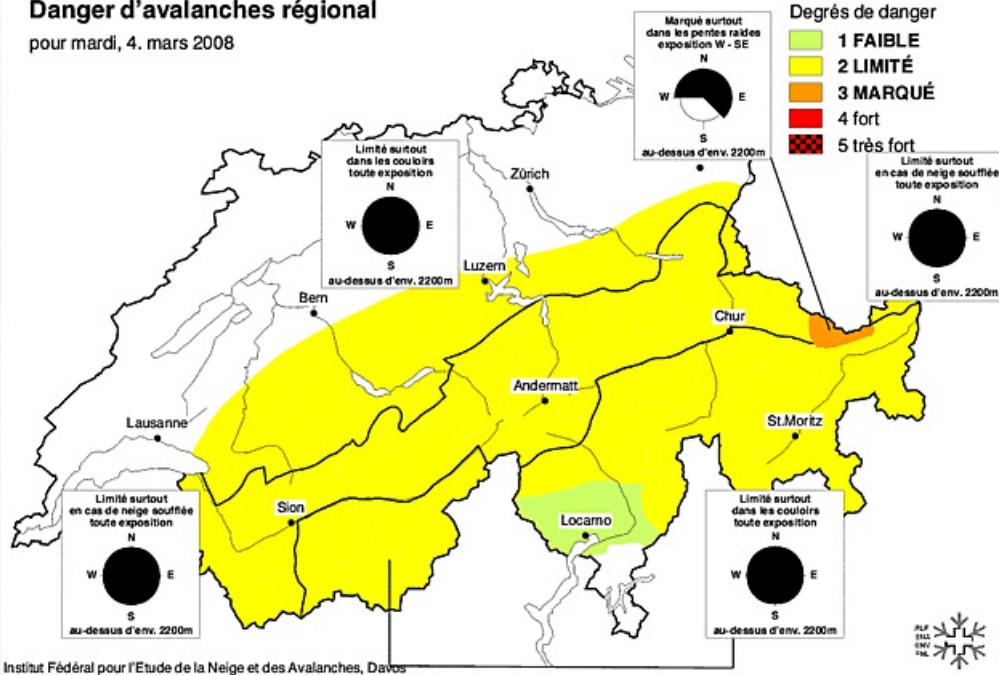 Danger d'avalanches régional
pour mardi, 4. mars 2008
Marqué surtout
dans les pentes raides
exposition W - SE
N
W E
S
au-dessus d'env. 2200m
Degrés de danger
1 FAIBLE
2 LIMITÉ
3 MARQUÉ
4 fort
5 très fort
Limité surtout
dans les couloirs
toute exposition
N
W E
S
au-dessus d'env. 2200m
Limité surtout
en cas de neige soufflée
toute exposition
N
W E
S
au-dessus d'env. 2200m
Zürich
Luzern
Bern
Chur
Andermatt
Lausanne
St.Moritz
Sion
Locarno
Limité surtout
en cas de neige soufflée
toute exposition
N
W E
S
au-dessus d'env. 2200m
Limité surtout
dans les couloirs
toute exposition
N
W E
S
au-dessus d'env. 2200m
Institut Fédéral pour l'Etude de la Neige et des Avalanches, Davos